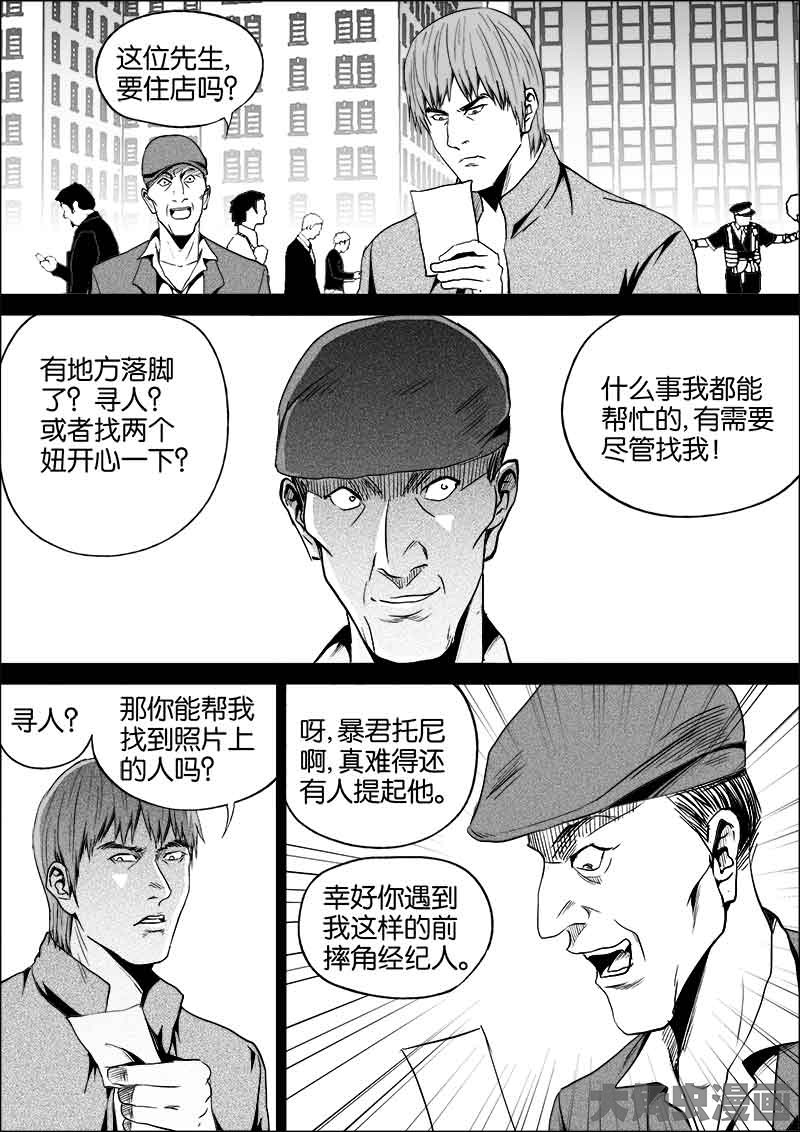 这位先生，
要住店吗？
有地方落脚
了？寻人？
或者找两个
妞开心一下？
什么事我都能
帮忙的，有需要
尽管找我！
寻人？
那你能帮我
找到照片上
的人吗？
呀，暴君托尼
啊，真难得还
有人提起他。
幸好你遇到
我这样的前
摔角经纪人。
大角虫漫画